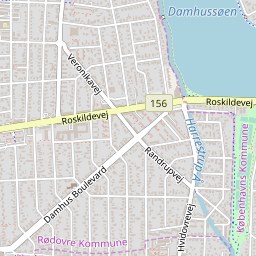 Damhussøen
Veronikavej
156
Roskildevej
Roskildevej
Harrestrup Å
Randrupvej
Damhus Boulevard
Hvidovrevej
Københavns Kommune
Rødovre Kommune